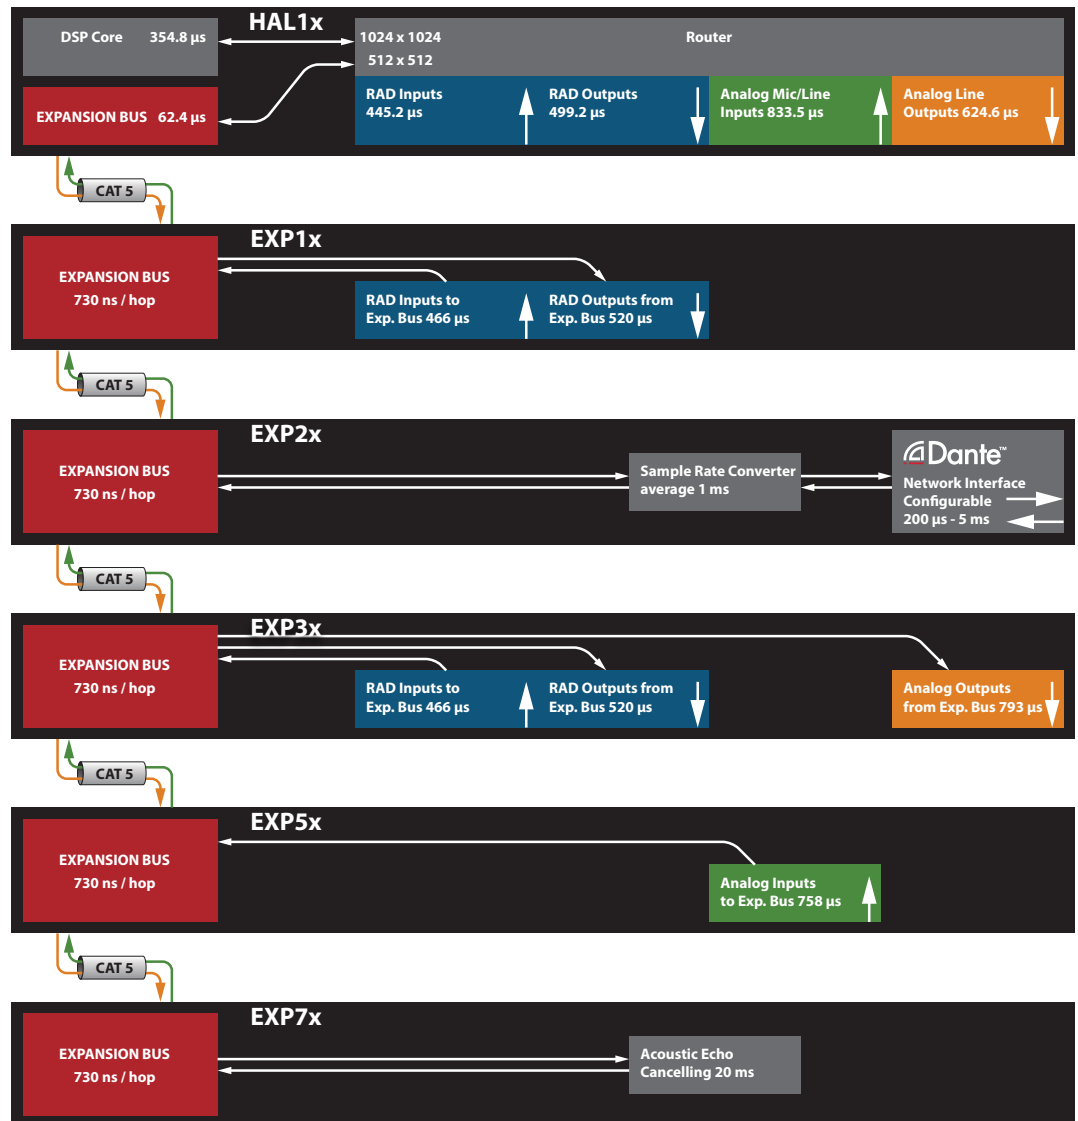 HAL1x
DSP Core 354.8 µs
1024 x 1024
512 x 512
Router
EXPANSION BUS 62.4 µs
RAD Inputs
445.2 µs
RAD Outputs
499.2 µs
Analog Mic/Line
Inputs 833.5 µs
Analog Line
Outputs 624.6 µs
CAT 5
EXP1x
EXPANSION BUS
730 ns / hop
RAD Inputs to
Exp. Bus 466 µs
RAD Outputs from
Exp. Bus 520 µs
CAT 5
EXP2x
EXPANSION BUS
730 ns / hop
Sample Rate Converter
average 1 ms
Dante™
Network Interface
Configurable
200 µs - 5 ms
CAT 5
EXP3x
EXPANSION BUS
730 ns / hop
RAD Inputs to
Exp. Bus 466 µs
RAD Outputs from
Exp. Bus 520 µs
Analog Outputs
from Exp. Bus 793 µs
CAT 5
EXP5x
EXPANSION BUS
730 ns / hop
Analog Inputs
to Exp. Bus 758 µs
CAT 5
EXP7x
EXPANSION BUS
730 ns / hop
Acoustic Echo
Cancelling 20 ms